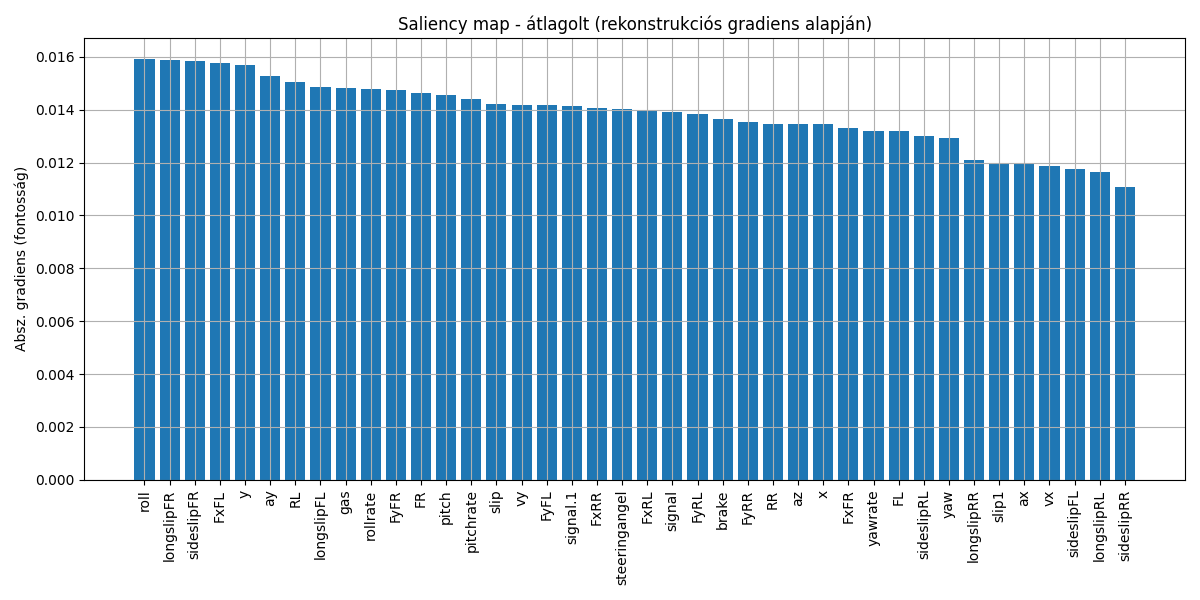 Saliency map - átlagolt (rekonstrukciós gradiens alapján)
Absz. gradiens (fontosság)
0.016
0.014
0.012
0.010
0.008
0.006
0.004
0.002
0.000
roll
longslipFR
sideslipFR
FxFL
y
ay
RL
longslipFL
gas
rollrate
FyFR
FR
pitch
pitchrate
slip
vy
FyFL
signal.1
FxRR
steeringangel
FxRL
signal
FyRL
brake
FyRR
RR
az
x
FxFR
yawrate
FL
sideslipRL
yaw
longslipRR
slip1
ax
vx
sideslipFL
longslipRL
sideslipRR